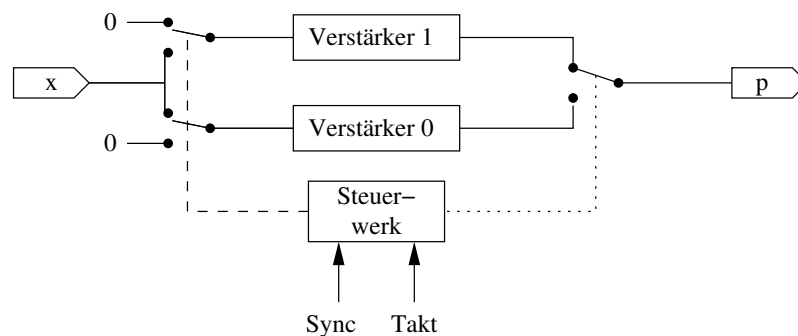 0
Verstärker 1
x
p
0
Verstärker 0
Steuer–
werk
Sync
Takt